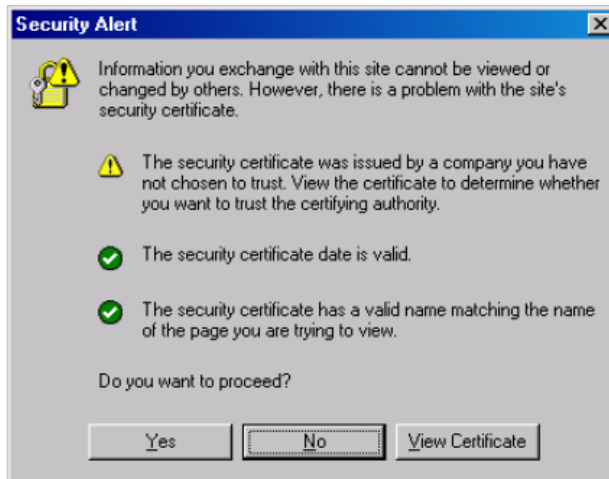 Security Alert
Information you exchange with this site cannot be viewed or
changed by others. However, there is a problem with the site's
security certificate.
The security certificate was issued by a company you have
not chosen to trust. View the certificate to determine whether
you want to trust the certifying authority.
The security certificate date is valid.
The security certificate has a valid name matching the name
of the page you are trying to view.
Do you want to proceed?
Yes
No
View Certificate